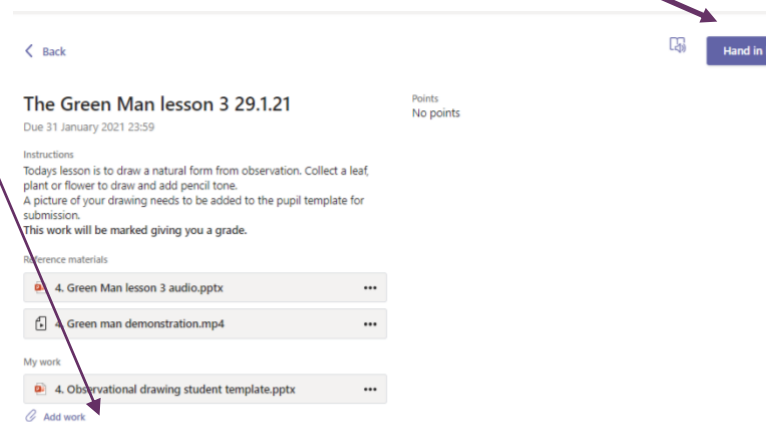 Back
Hand in
The Green Man lesson 3 29.1.21
Due 31 January 2021 23:59
Points
No points
Instructions
Todays lesson is to draw a natural form from observation. Collect a leaf,
plant or flower to draw and add pencil tone.
A picture of your drawing needs to be added to the pupil template for
submission.
This work will be marked giving you a grade.
Reference materials
4. Green Man lesson 3 audio.pptx
4. Green man demonstration.mp4
My work
4. Observational drawing student template.pptx
Add work